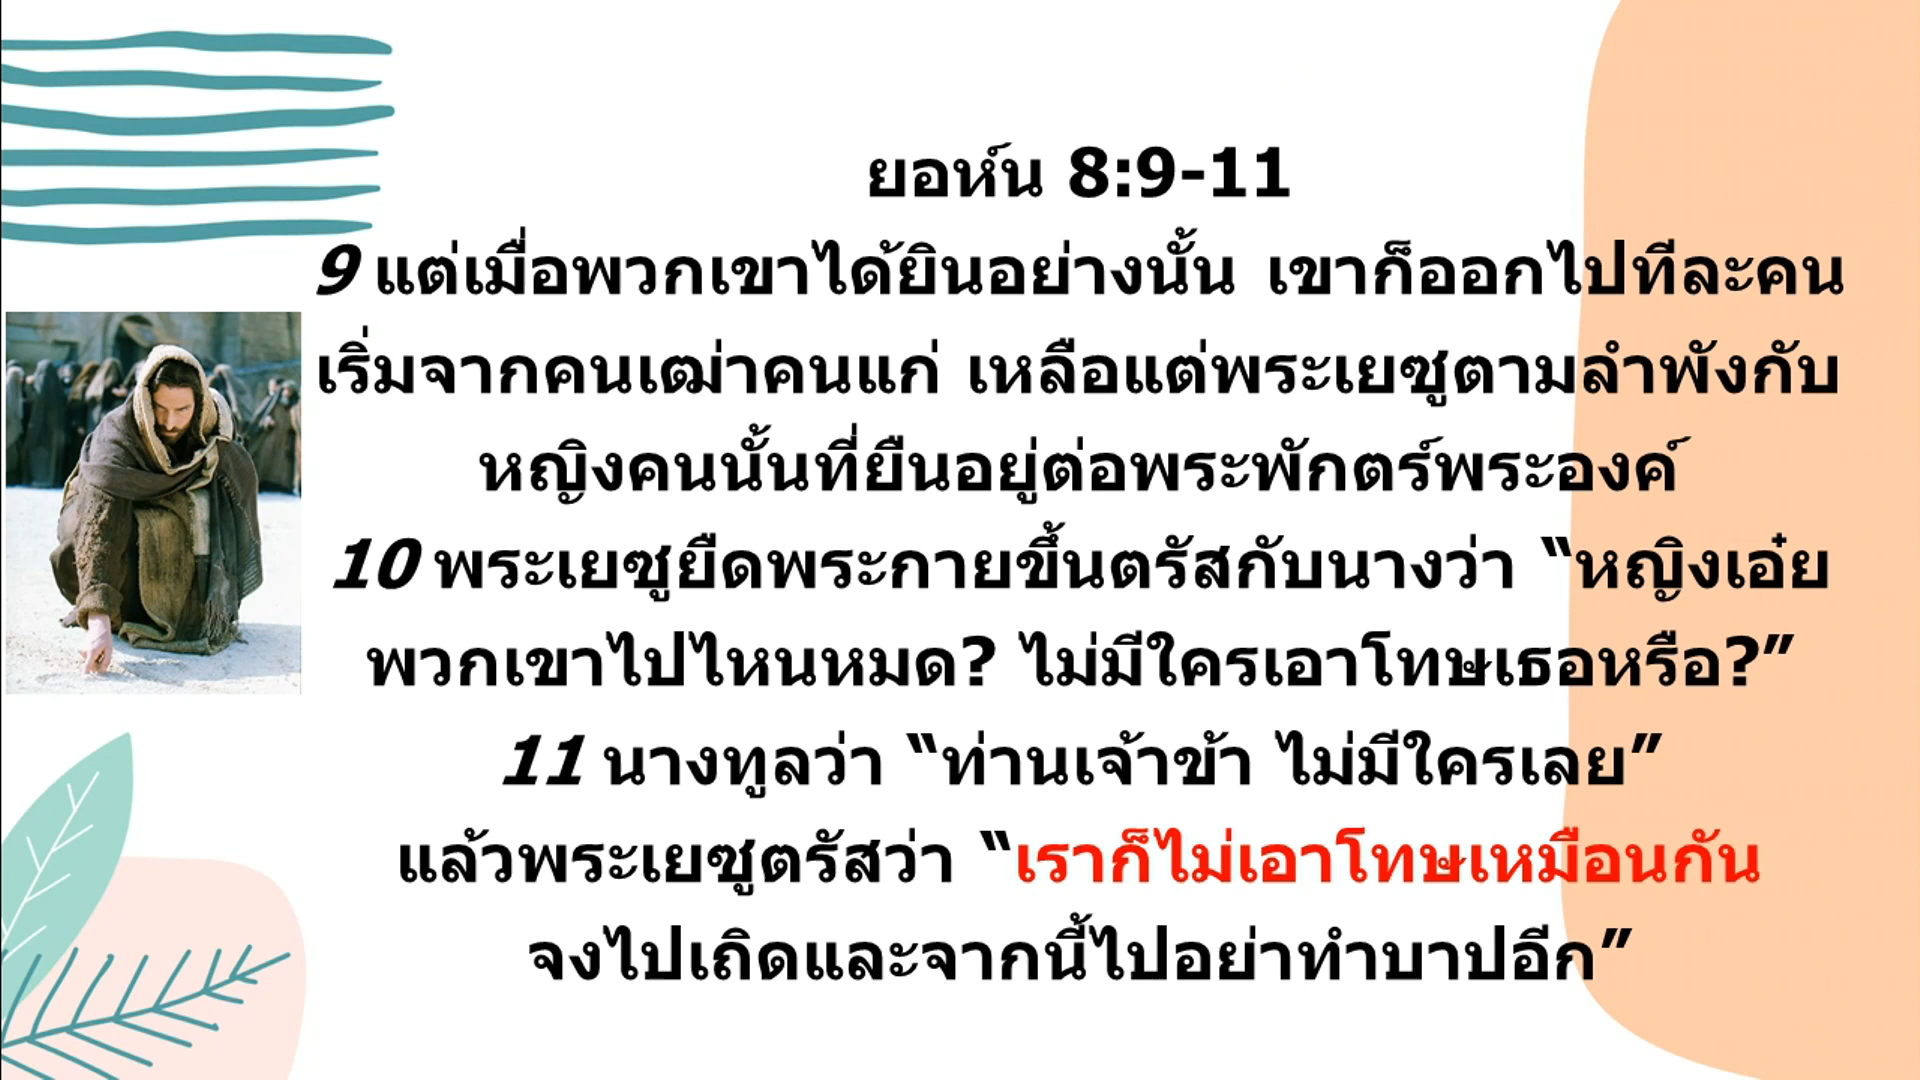 ยอห์น 8:9-11
9 แต่เมื่อพวกเขาได้ยินอย่างนั้น เขาก็ออกไปทีละคน
เริ่มจากคนเฒ่าคนแก่ เหลือแต่พระเยซูตามลำพังกับ
หญิงคนนั้นที่ยืนอยู่ต่อพระพักตร์พระองค์
10 พระเยซูยืดพระกายขึ้นตรัสกับนางว่า “หญิงเอ๋ย
พวกเขาไปไหนหมด? ไม่มีใครเอาโทษเธอหรือ?”
11 นางทูลว่า “ท่านเจ้าข้า ไม่มีใครเลย”
แล้วพระเยซูตรัสว่า “เราก็ไม่เอาโทษเหมือนกัน
จงไปเถิดและจากนี้ไปอย่าทำบาปอีก”